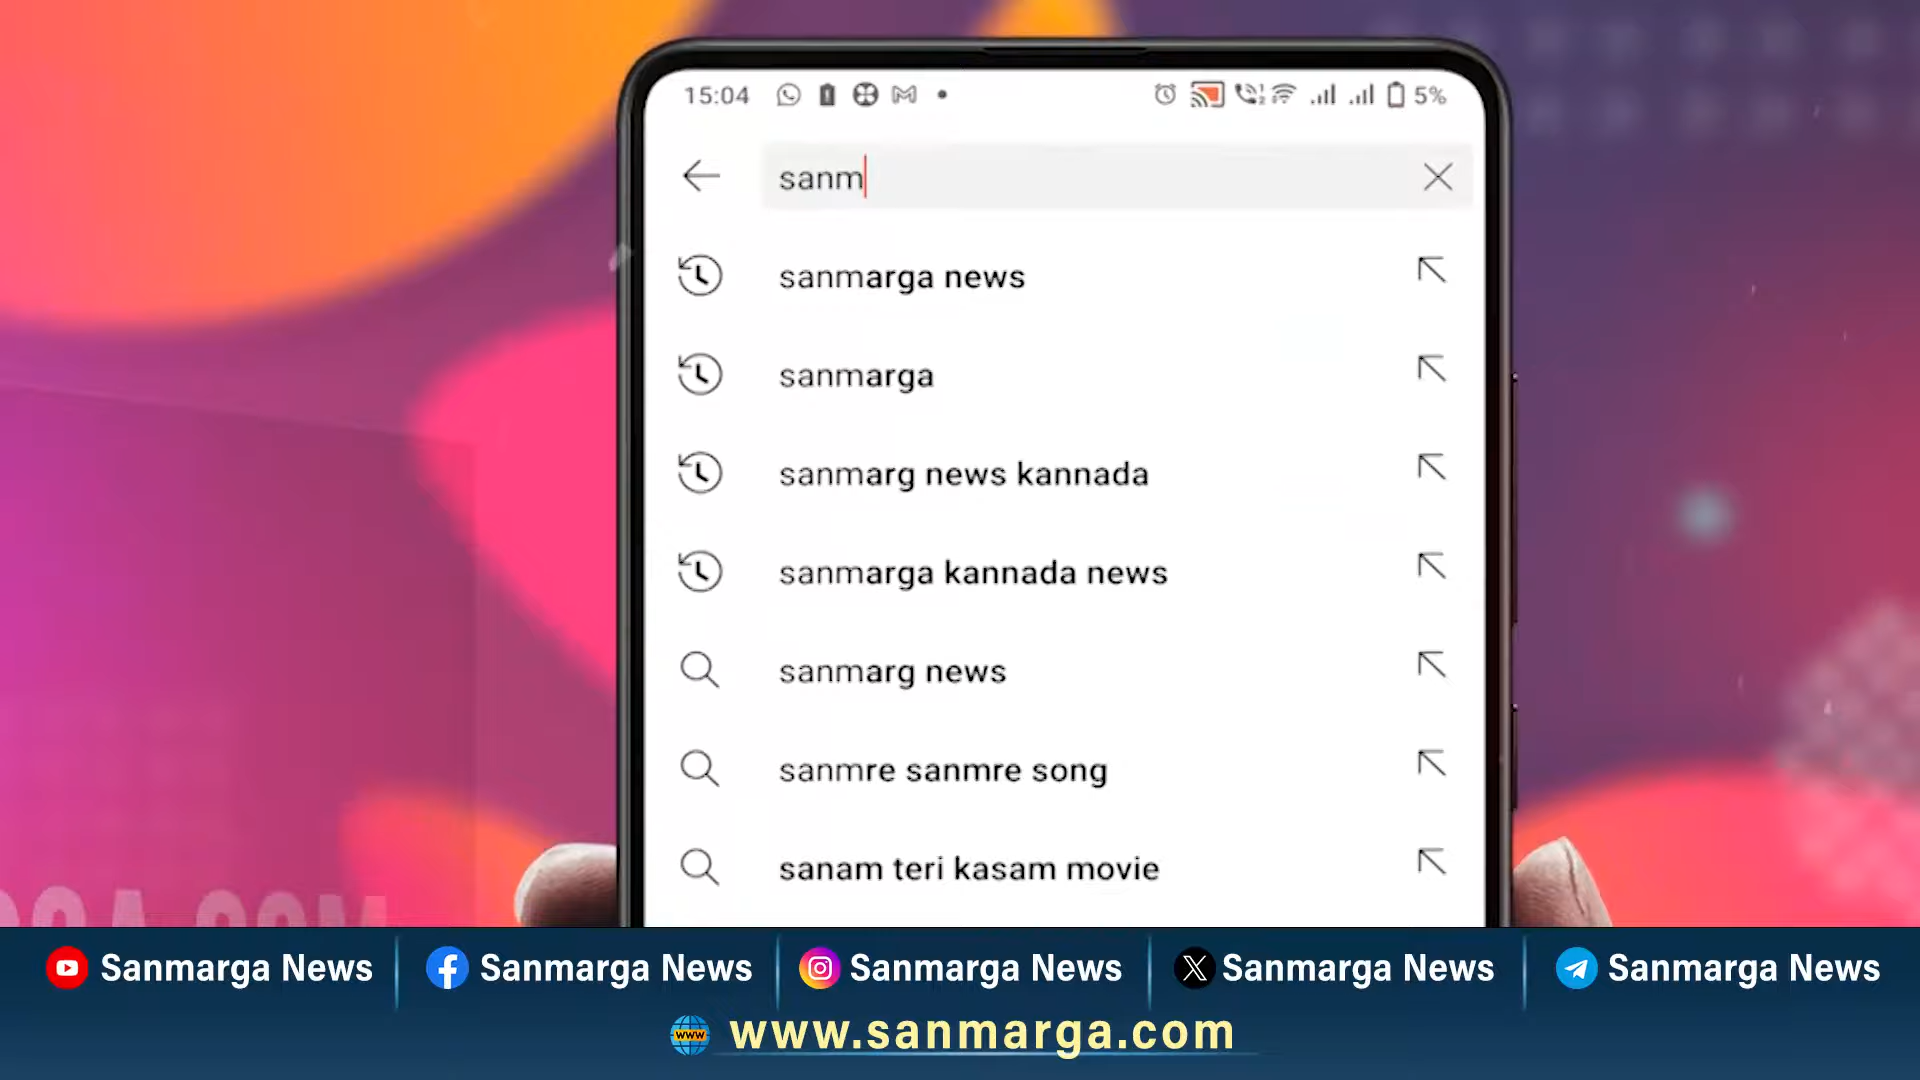 15:04 5%
sanm
sanmarga news
sanmarga
sanmarg news kannada
sanmarga kannada news
sanmarg news
sanmre sanmre song
sanam teri kasam movie
Sanmarga News Sanmarga News Sanmarga News Sanmarga News Sanmarga News
www www.sanmarga.com